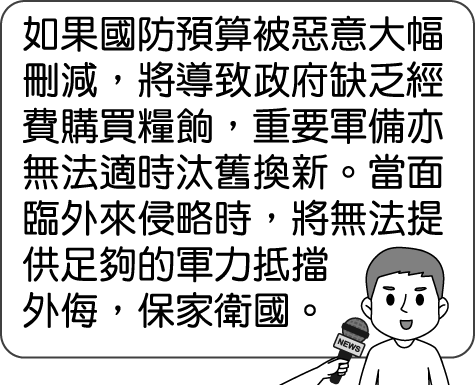 如果國防預算被惡意大幅
刪減，將導致政府缺乏經
費購買糧餉，重要軍備亦
無法適時汰舊換新。當面
臨外來侵略時，將無法提
供足夠的軍力抵擋
外侮，保家衛國。
NEWS